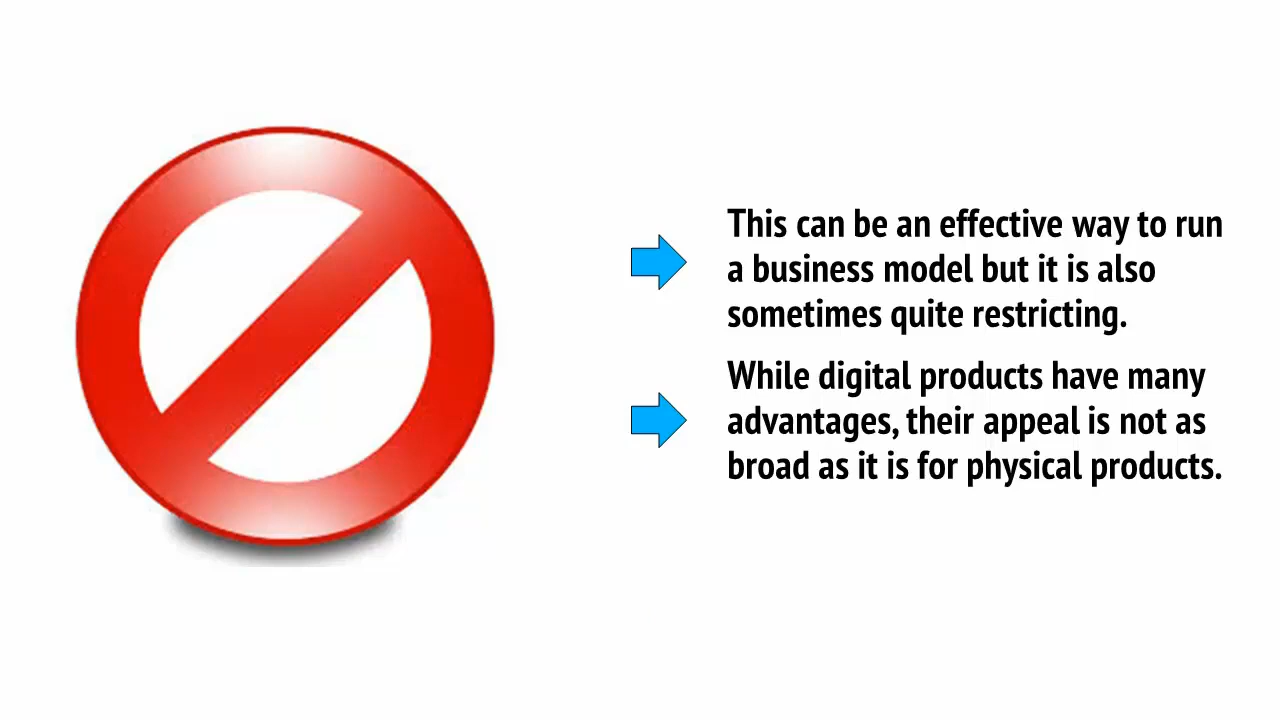 This can be an effective way to run
a business model but it is also
sometimes quite restricting.
While digital products have many
advantages, their appeal is not as
broad as it is for physical products.